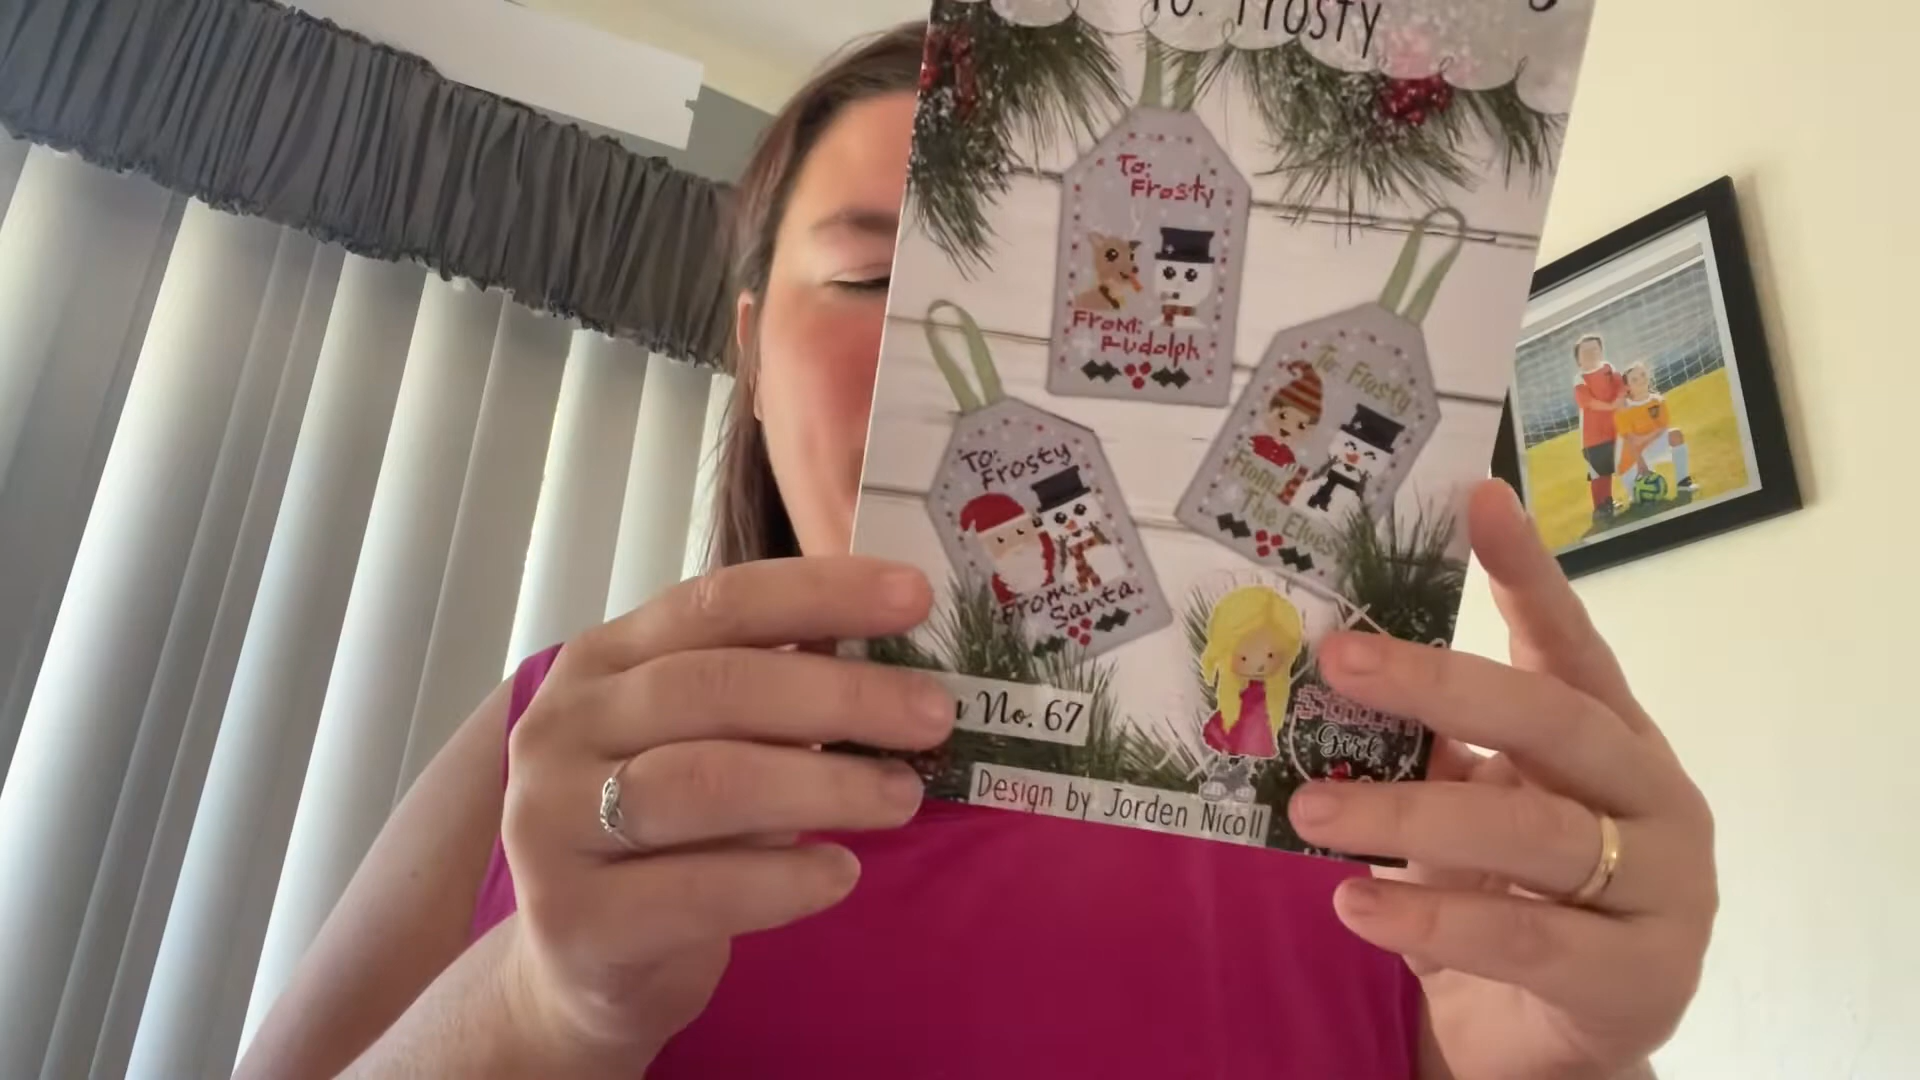 To: Frosty
To:
Frosty
From:
Rudolph
To: Frosty
From:
The Elves
To:
Frosty
From:
Santa
No. 67
Girl
Design by Jorden Nicoll